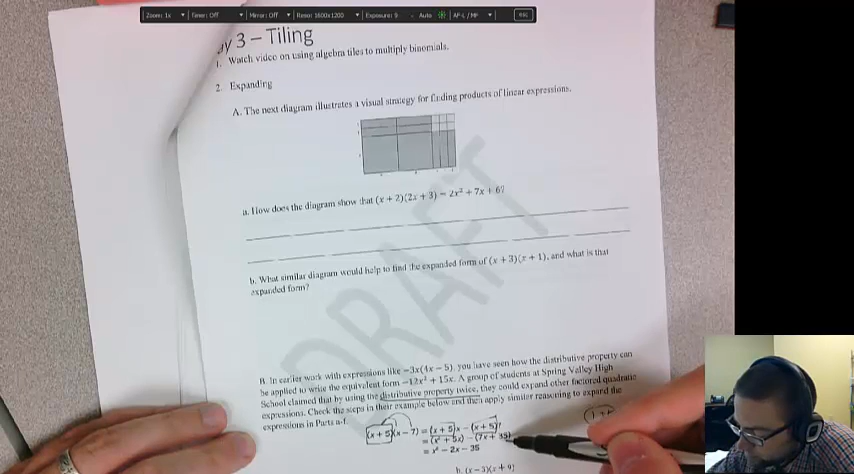 Zoom: 1x Timer: Off Mirror: Off Reso: 1600x1200 Exposure: 0 Auto AF-L / MF esc
y 3 – Tiling
1. Watch video on using algebra tiles to multiply binomials.
2. Expanding
A. The next diagram illustrates a visual strategy for finding products of linear expressions.
a. How does the diagram show that (x + 2)(2x + 3) = 2x² + 7x + 6?
b. What similar diagram would help to find the expanded form of (x + 3)(x + 1), and what is that
expanded form?
DRAFT
B. In earlier work with expressions like −3x(4x − 5), you have seen how the distributive property can
be applied to write the equivalent form −12x² + 15x. A group of students at Spring Valley High
School claimed that by using the distributive property twice, they could expand other factored quadratic
expressions. Check the steps in their example below and then apply similar reasoning to expand the
expressions in Parts a-f.
(x + 5)(x − 7) = (x + 5)x − (x + 5)7
= (x² + 5x) − (7x + 35)
= x² − 2x − 35
b. (x − 3)(x + 9)